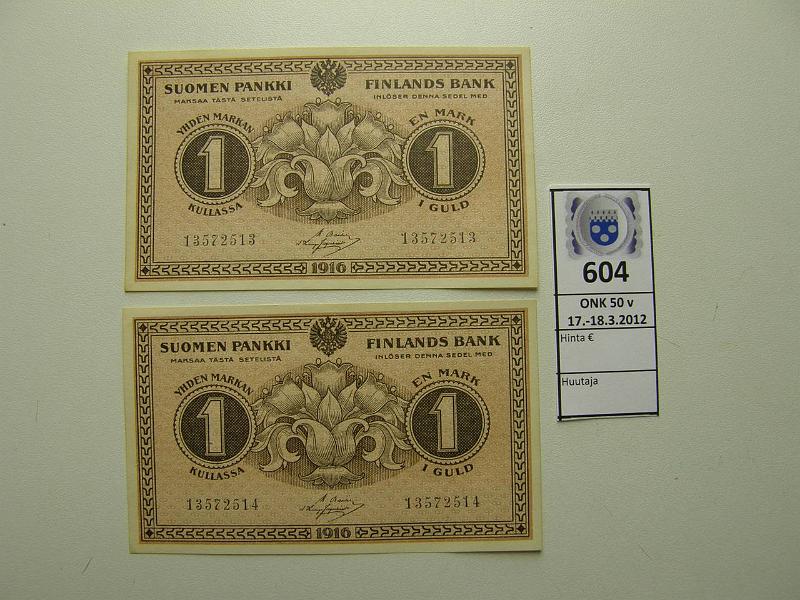 SUOMEN PANKKI
MAKSAA TÄSTÄ SETELISTÄ
FINLANDS BANK
INLÖSER DENNA SEDEL MED
YHDEN MARKAN
1
KULLASSA
EN MARK
1
I GULD
13572513
13572513
1916
SUOMEN PANKKI
MAKSAA TÄSTÄ SETELISTÄ
FINLANDS BANK
INLÖSER DENNA SEDEL MED
YHDEN MARKAN
1
KULLASSA
EN MARK
1
I GULD
13572514
13572514
1916
604
ONK 50 v
17.-18.3.2012
Hinta €
Huutaja